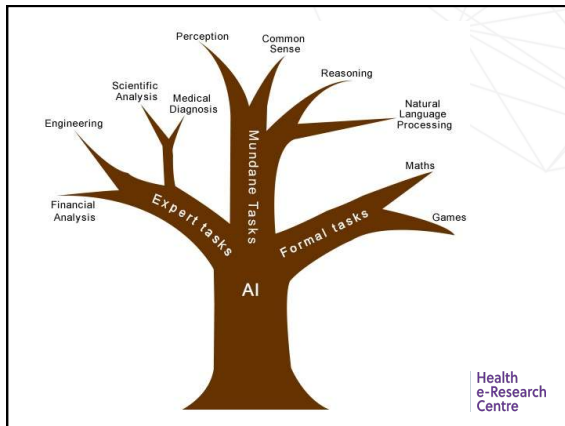 Perception
Common
Sense
Reasoning
Scientific
Analysis
Medical
Diagnosis
Natural
Language
Processing
Engineering
Maths
Financial
Analysis
Games
Expert tasks
Mundane Tasks
Formal tasks
AI
Health
e-Research
Centre